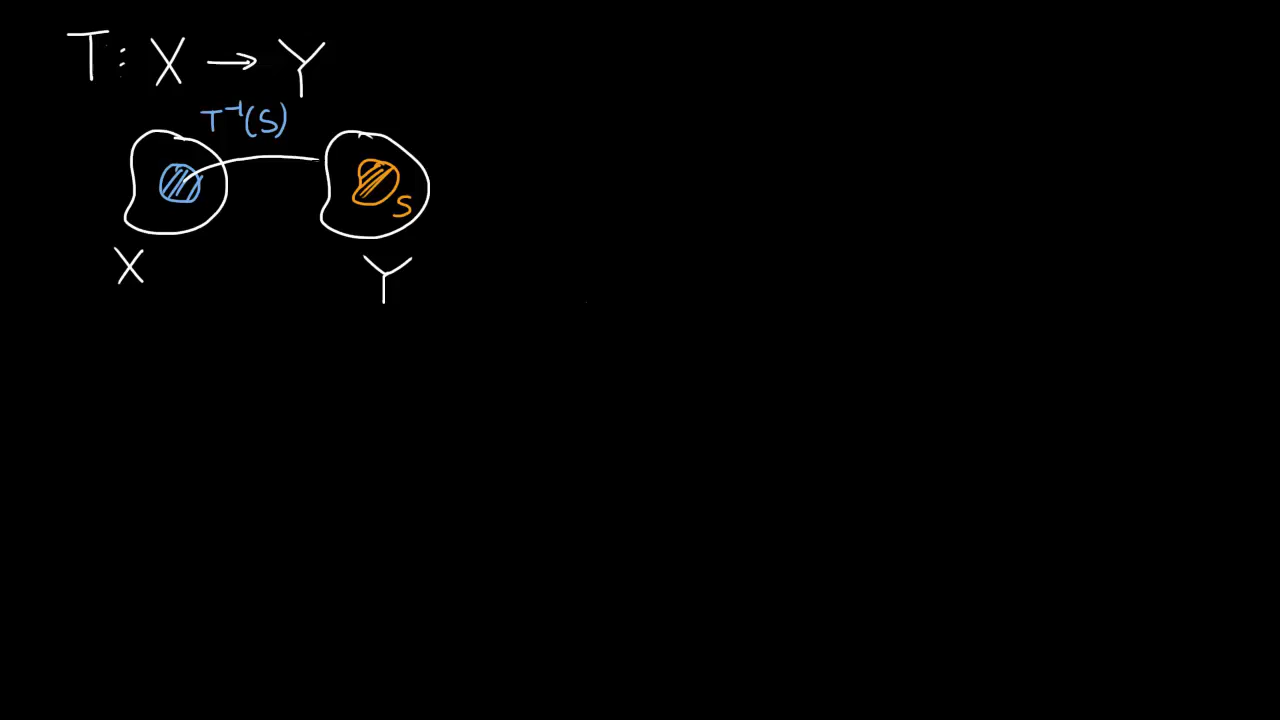 T: X → Y
T⁻¹(S)
S
X
Y